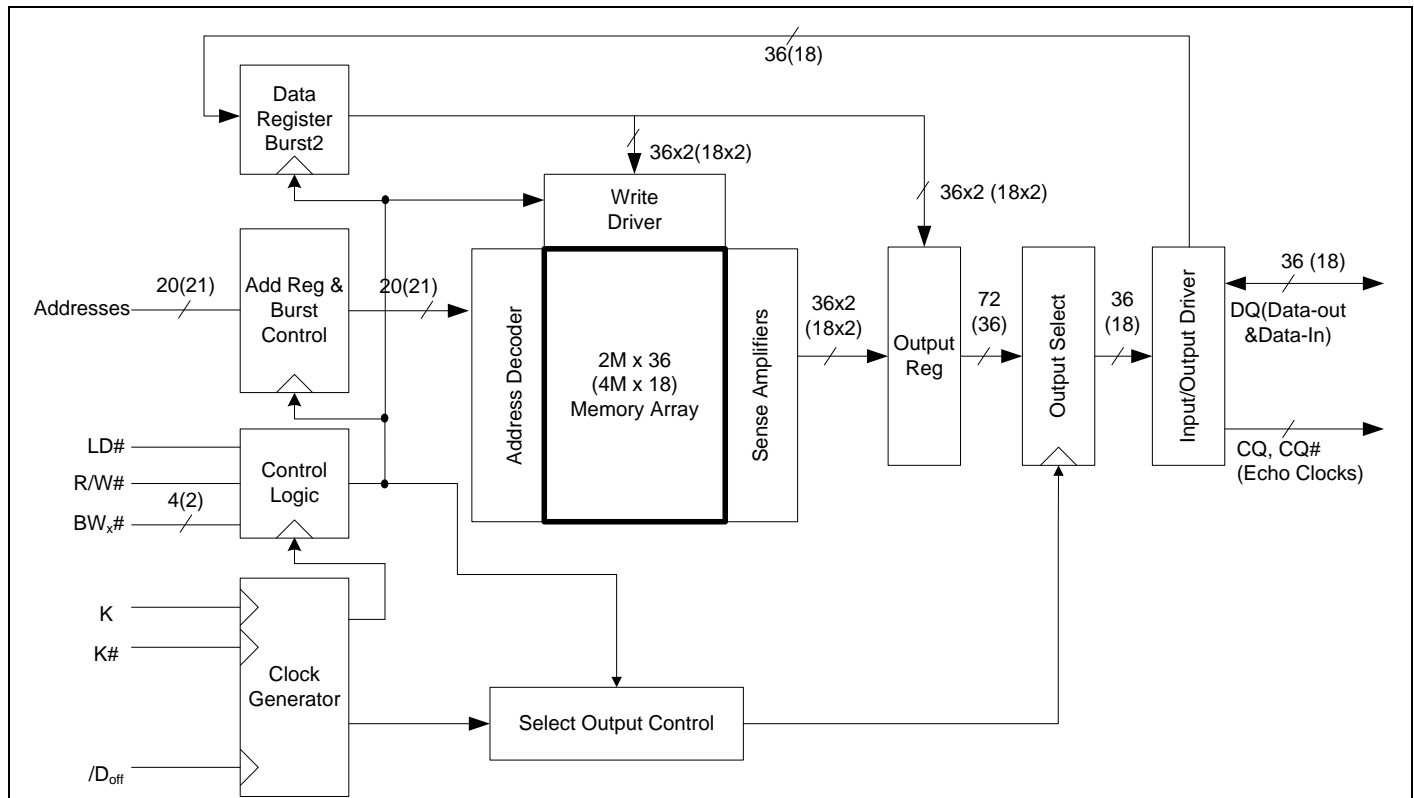 36(18)
Data
Register
Burst2
36x2(18x2)
Write
Driver
36x2 (18x2)
Addresses
20(21)
Add Reg &
Burst
Control
20(21)
Address Decoder
2M x 36
(4M x 18)
Memory Array
Sense Amplifiers
36x2
(18x2)
Output
Reg
72
(36)
Output Select
36
(18)
Input/Output Driver
36 (18)
DQ(Data-out
&Data-In)
CQ, CQ#
(Echo Clocks)
LD#
R/W#
BWx#
4(2)
Control
Logic
K
K#
/Doff
Clock
Generator
Select Output Control